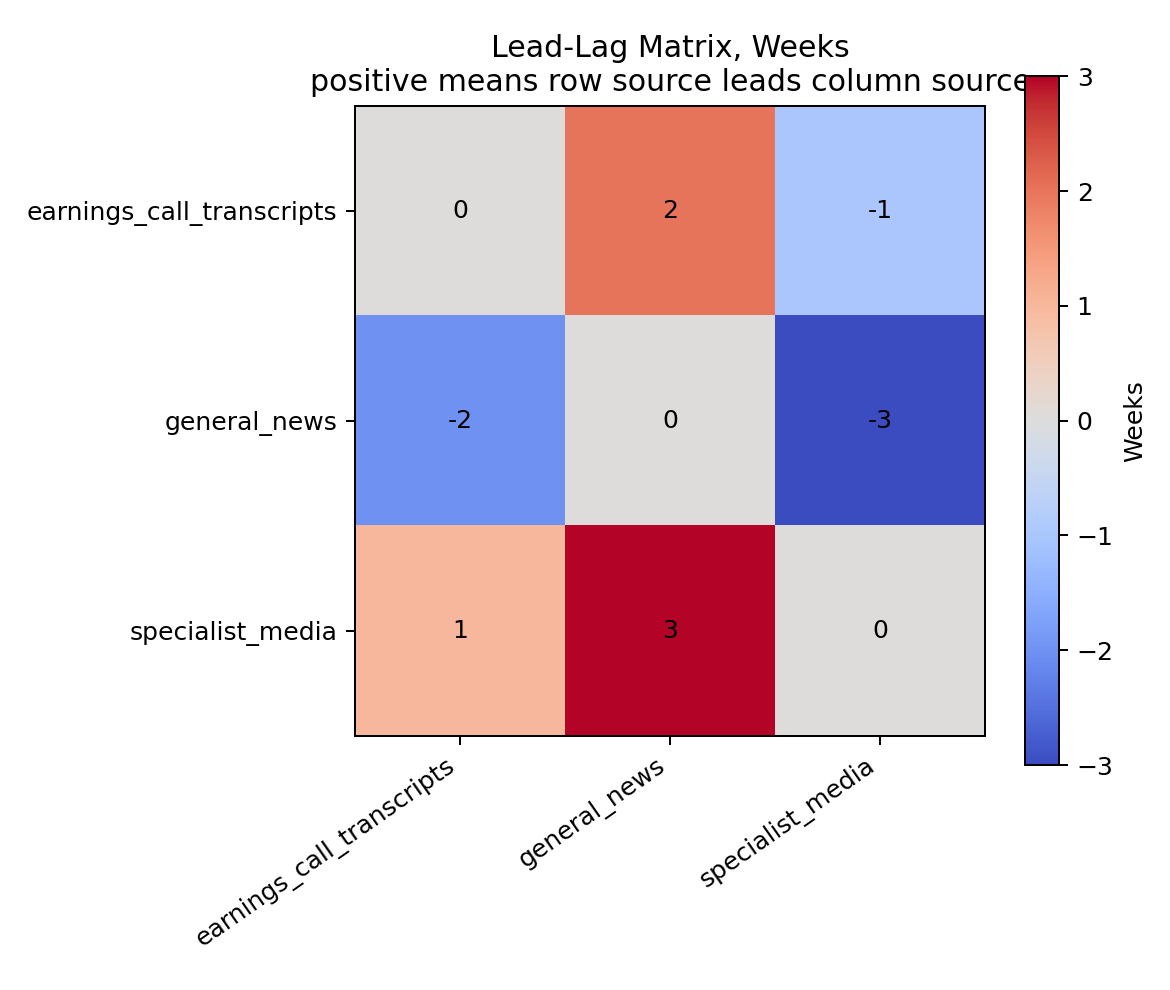 Lead-Lag Matrix, Weeks
positive means row source leads column source
earnings_call_transcripts
0
2
-1
general_news
-2
0
-3
specialist_media
1
3
0
earnings_call_transcripts
general_news
specialist_media
3
2
1
0
−1
−2
−3
Weeks